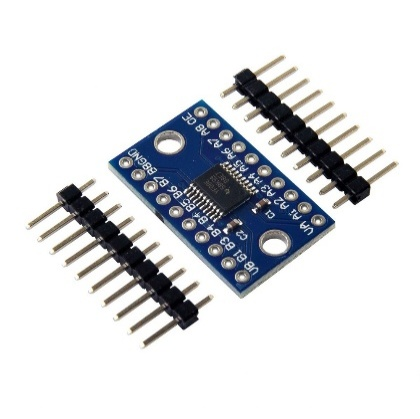 VA A1 A2 A3 A4 A5 A6 A7 A8 OE
C1
C2
VB B1 B3 B4 B5 B6 B7 B8 GND